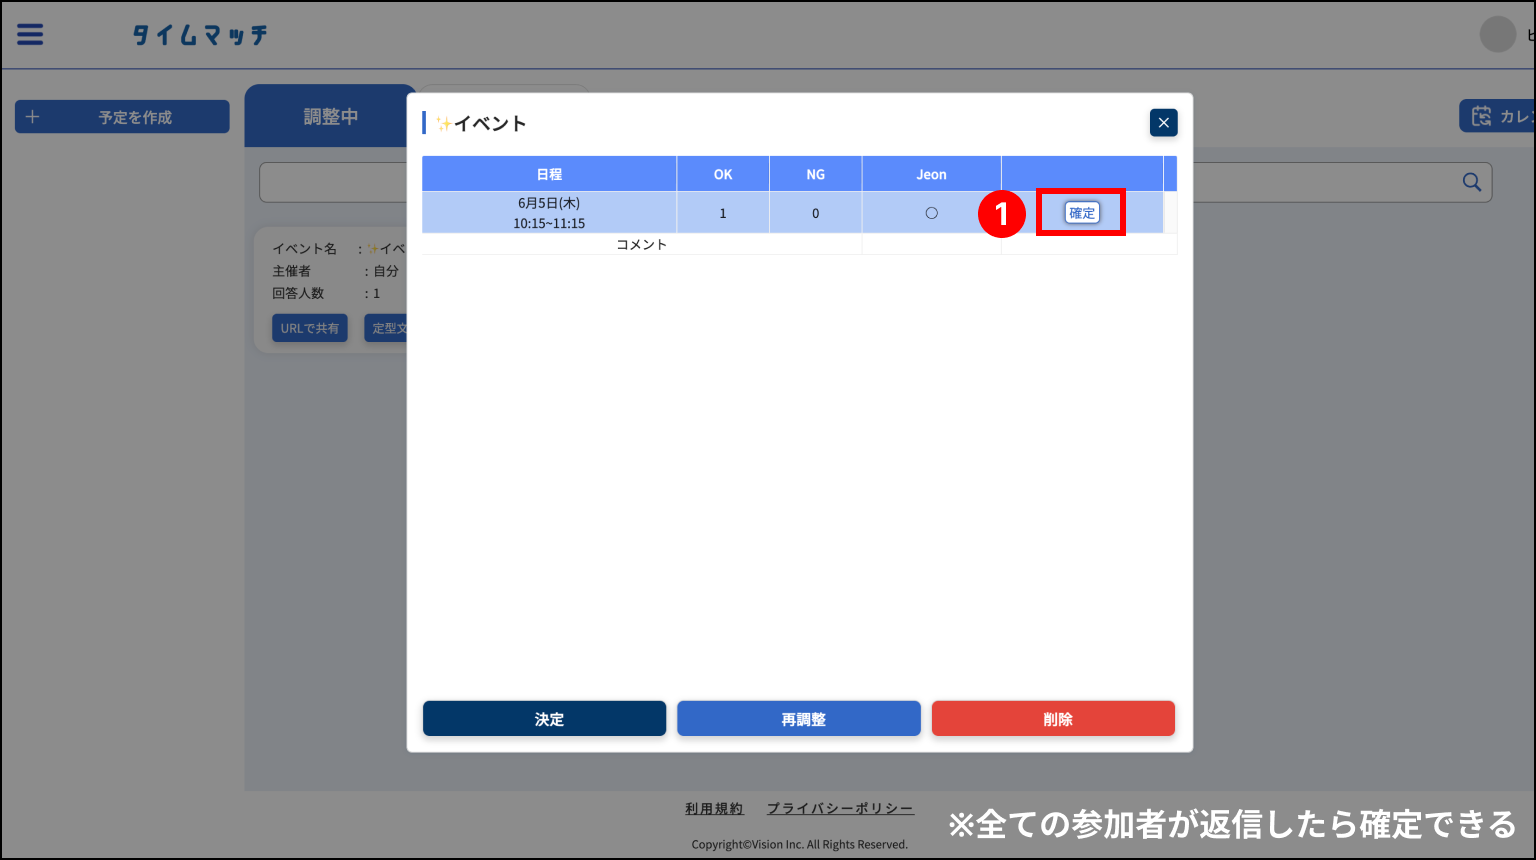 タイムマッチ
予定を作成
調整中
カレ
イベント名 : ✨イベ
主催者 : 自分
回答人数 : 1
URLで共有 定型文
✨イベント
日程 OK NG Jeon
6月5日(木)
10:15~11:15
1 0 ○ 1 確定
コメント
決定 再調整 削除
利用規約 プライバシーポリシー
Copyright©Vision Inc. All Rights Reserved.
※全ての参加者が返信したら確定できる